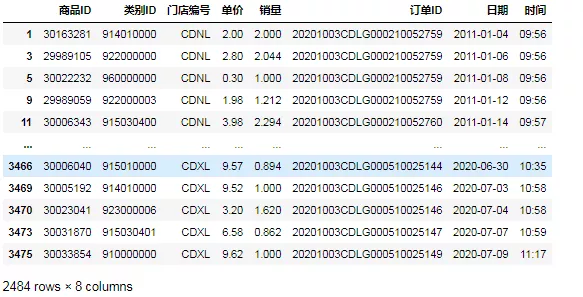 商品ID 类别ID 门店编号 单价 销量 订单ID 日期 时间
1 30163281 914010000 CDNL 2.00 2.000 20201003CDLG000210052759 2011-01-04 09:56
3 29989105 922000003 CDNL 2.80 2.044 20201003CDLG000210052759 2011-01-06 09:56
5 30022232 960000000 CDNL 0.30 1.000 20201003CDLG000210052759 2011-01-08 09:56
9 29989059 922000003 CDNL 1.98 1.212 20201003CDLG000210052759 2011-01-12 09:56
11 30006343 915030400 CDNL 3.98 2.294 20201003CDLG000210052760 2011-01-14 09:57
... ... ... ... ... ... ... ... ...
3466 30006040 915010000 CDXL 9.57 0.894 20201003CDLG000510025144 2020-06-30 10:35
3469 30005192 914010000 CDXL 9.52 1.000 20201003CDLG000510025146 2020-07-03 10:58
3470 30023041 923000006 CDXL 3.20 1.620 20201003CDLG000510025146 2020-07-04 10:58
3473 30031870 915030401 CDXL 6.58 0.862 20201003CDLG000510025147 2020-07-07 10:59
3475 30033854 910000000 CDXL 9.62 1.000 20201003CDLG000510025149 2020-07-09 11:17
2484 rows × 8 columns